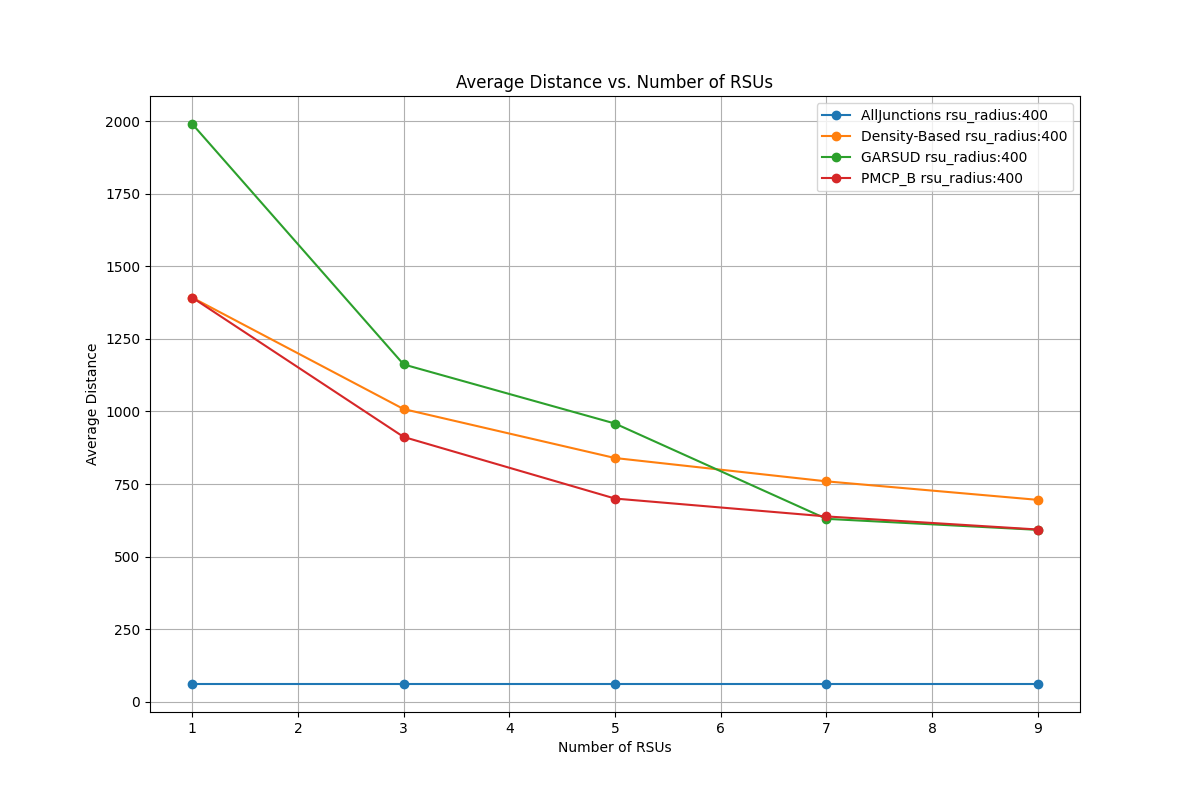 Average Distance vs. Number of RSUs
AllJunctions rsu_radius:400
Density-Based rsu_radius:400
GARSUD rsu_radius:400
PMCP_B rsu_radius:400
Average Distance
2000
1750
1500
1250
1000
750
500
250
0
1 2 3 4 5 6 7 8 9
Number of RSUs